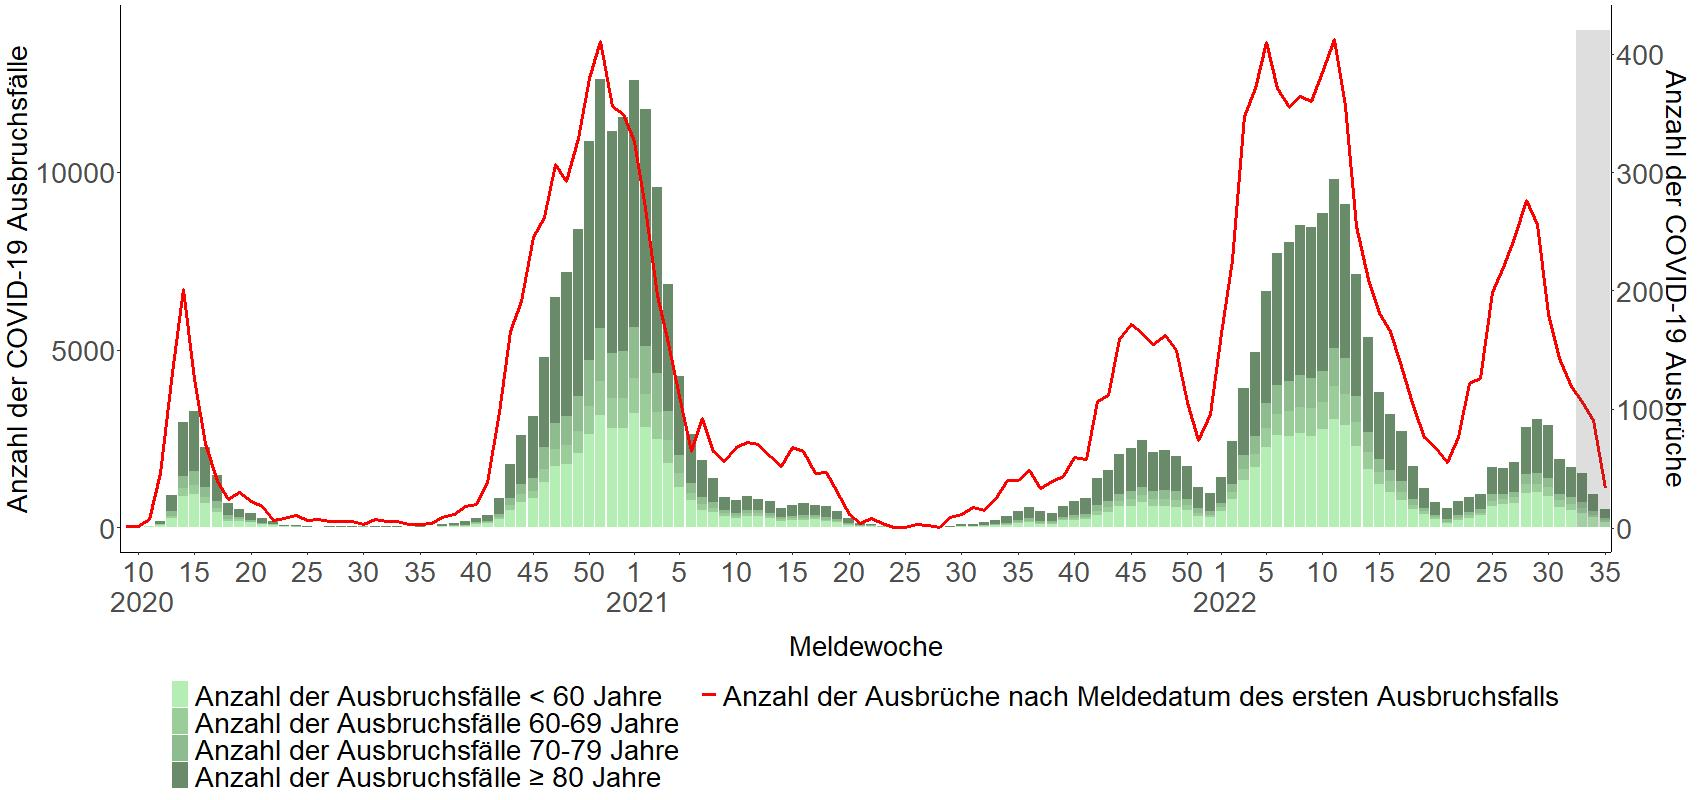 Anzahl der COVID-19 Ausbruchsfälle
10000
5000
0
400
300
200
100
0
Anzahl der COVID-19 Ausbrüche
10 15 20 25 30 35 40 45 50 1 5 10 15 20 25 30 35 40 45 50 1 5 10 15 20 25 30 35
2020 2021 2022
Meldewoche
Anzahl der Ausbruchsfälle < 60 Jahre
Anzahl der Ausbruchsfälle 60-69 Jahre
Anzahl der Ausbruchsfälle 70-79 Jahre
Anzahl der Ausbruchsfälle ≥ 80 Jahre
Anzahl der Ausbrüche nach Meldedatum des ersten Ausbruchsfalls